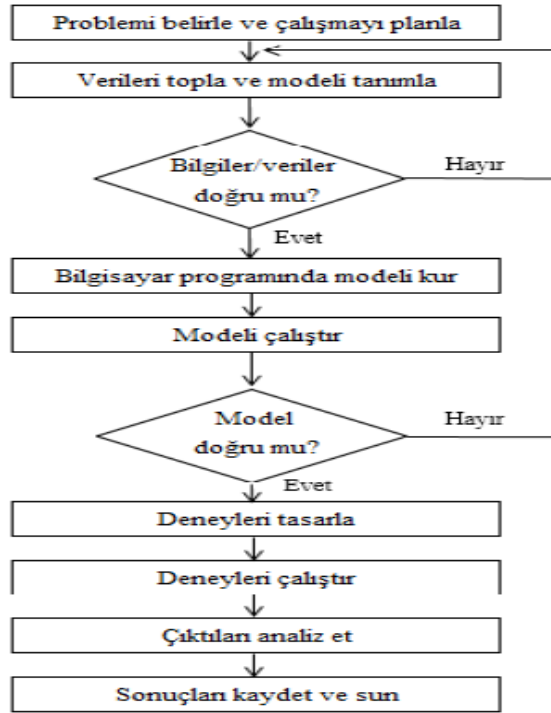 Problemi belirle ve çalışmayı planla
Verileri topla ve modeli tanımla
Bilgiler/veriler
doğru mu?
Hayır
Evet
Bilgisayar programında modeli kur
Modeli çalıştır
Model
doğru mu?
Hayır
Evet
Deneyleri tasarla
Deneyleri çalıştır
Çıktıları analiz et
Sonuçları kaydet ve sun